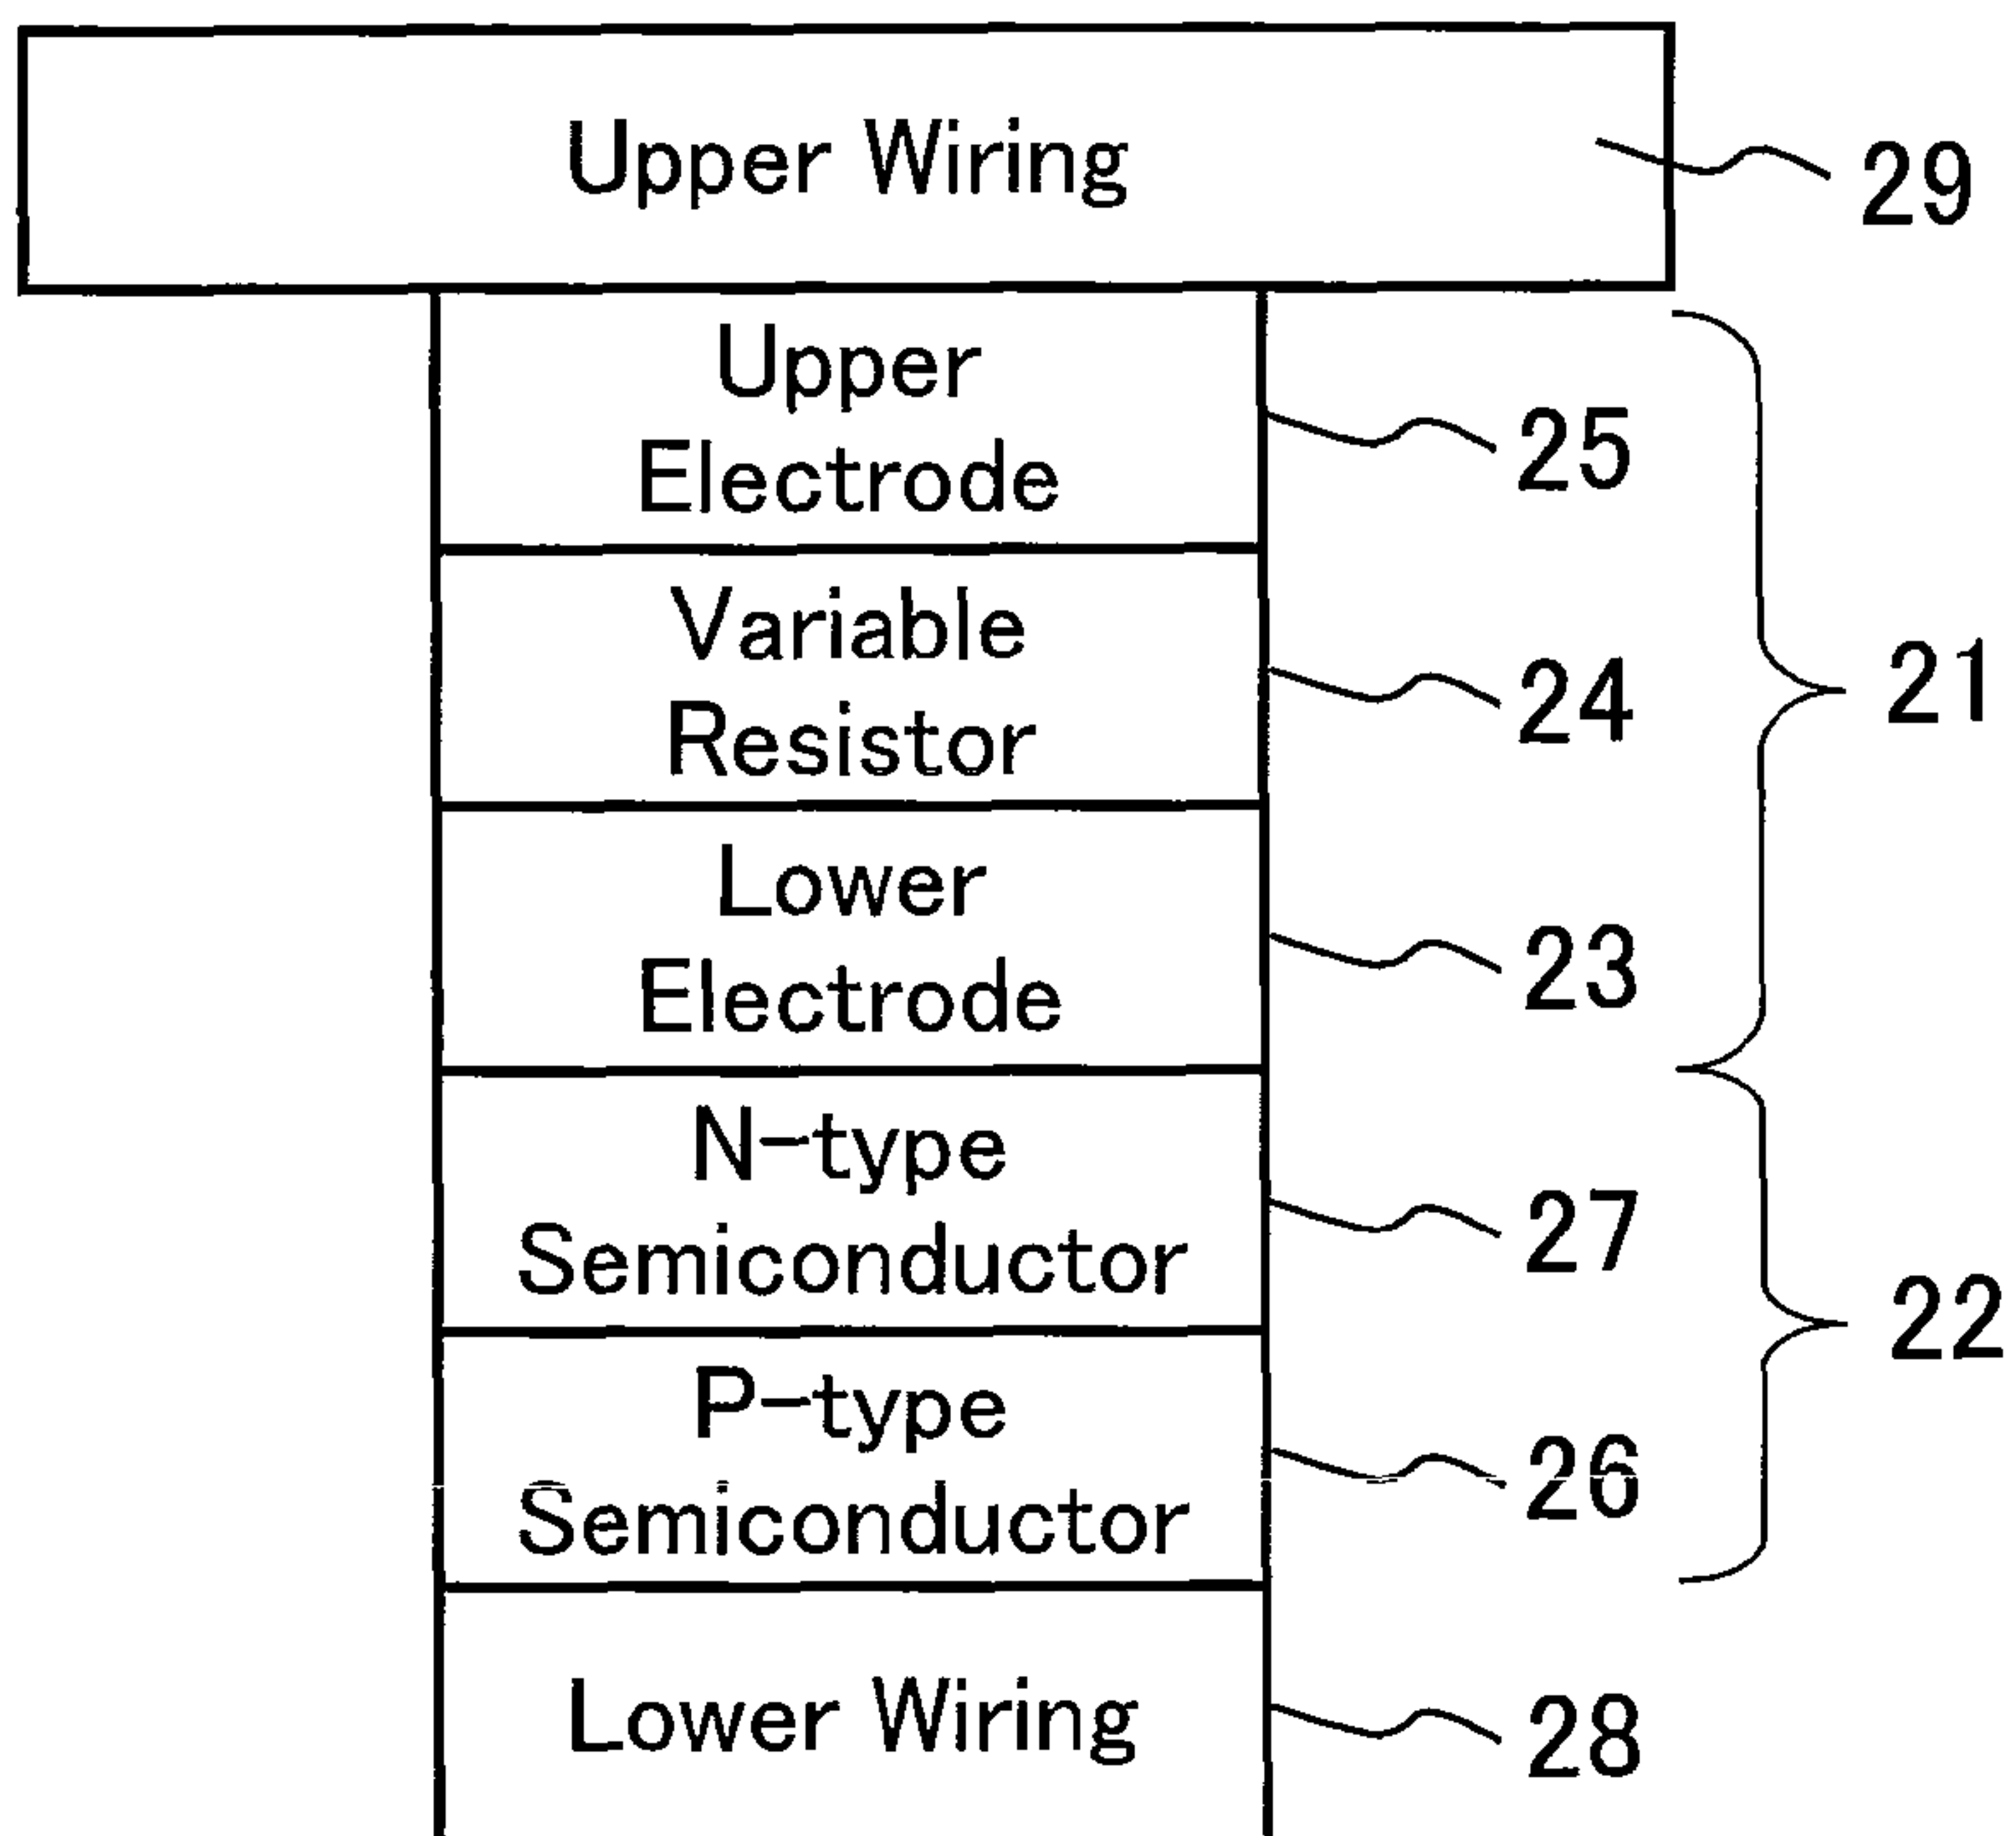 Upper Wiring
29
Upper
Electrode
25
Variable
Resistor
24
21
Lower
Electrode
23
N-type
Semiconductor
27
22
P-type
Semiconductor
26
Lower Wiring
28